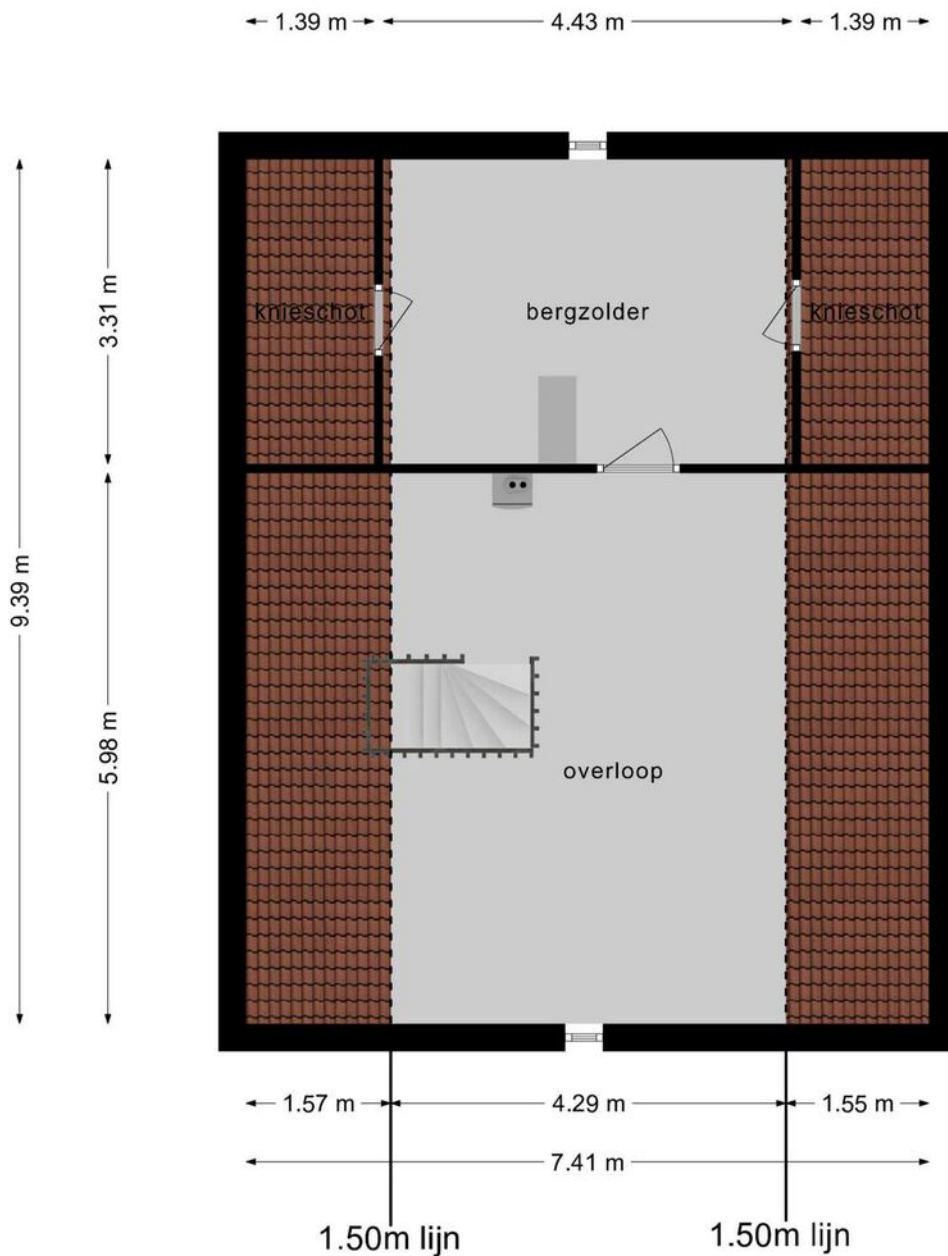 1.39 m 4.43 m 1.39 m
3.31 m
knieschot bergzolder knieschot
9.39 m
5.98 m
overloop
1.57 m 4.29 m 1.55 m
7.41 m
1.50m lijn 1.50m lijn